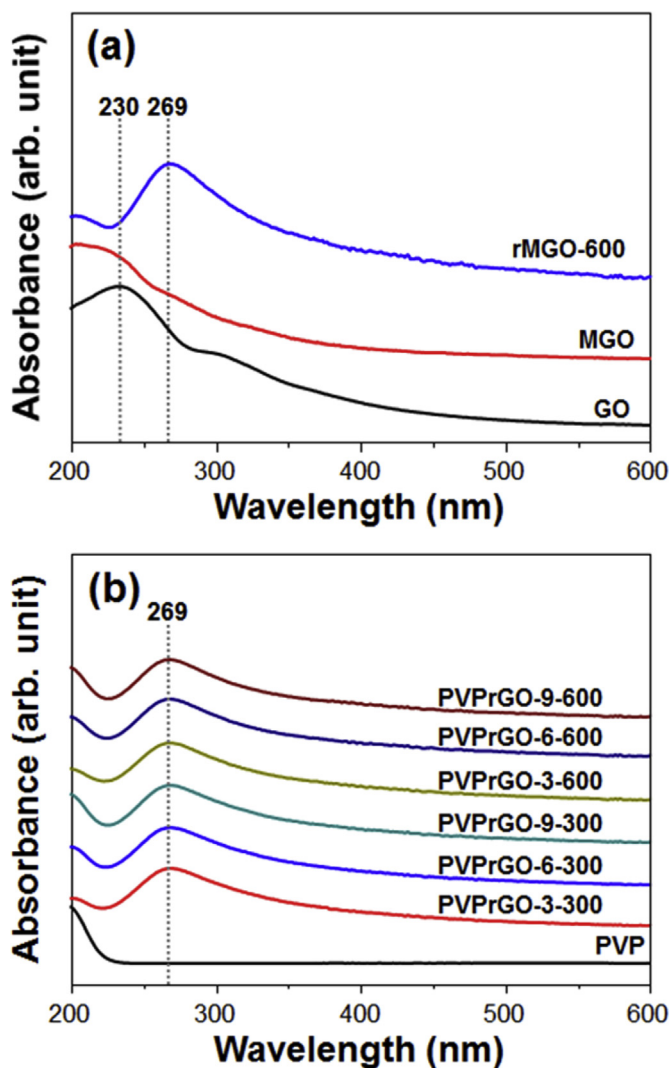 (a)
230 269
rMGO-600
MGO
GO
Absorbance (arb. unit)
200 300 400 500 600
Wavelength (nm)
(b)
269
PVPrGO-9-600
PVPrGO-6-600
PVPrGO-3-600
PVPrGO-9-300
PVPrGO-6-300
PVPrGO-3-300
PVP
Absorbance (arb. unit)
200 300 400 500 600
Wavelength (nm)